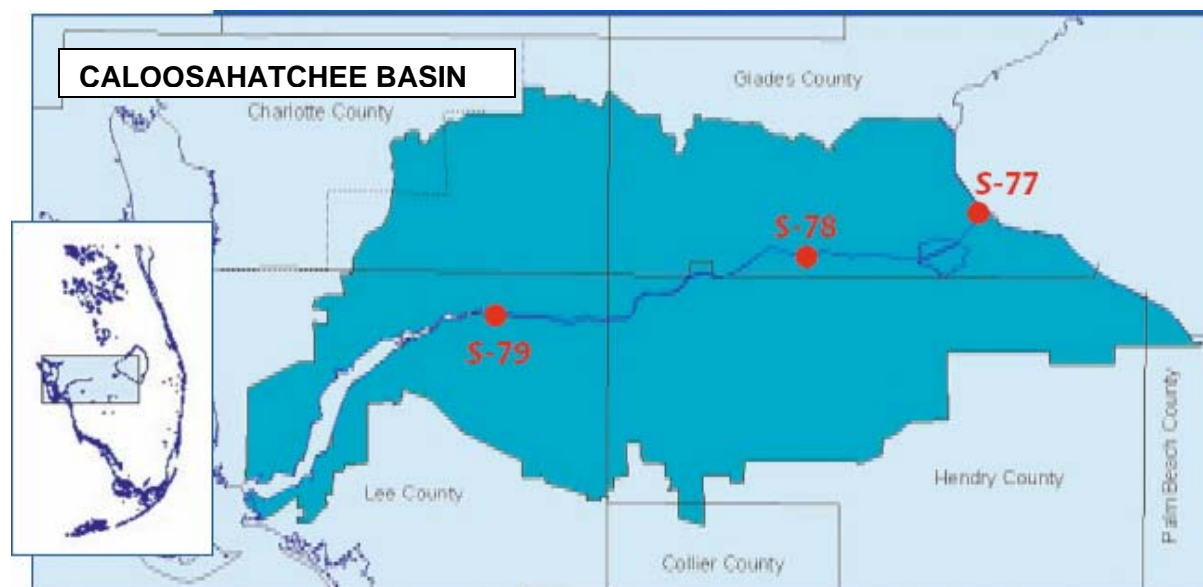 CALOOSAHATCHEE BASIN
Glades County
Charlotte County
S-77
S-78
S-79
Lee County
Hendry County
Palm Beach County
Collier County